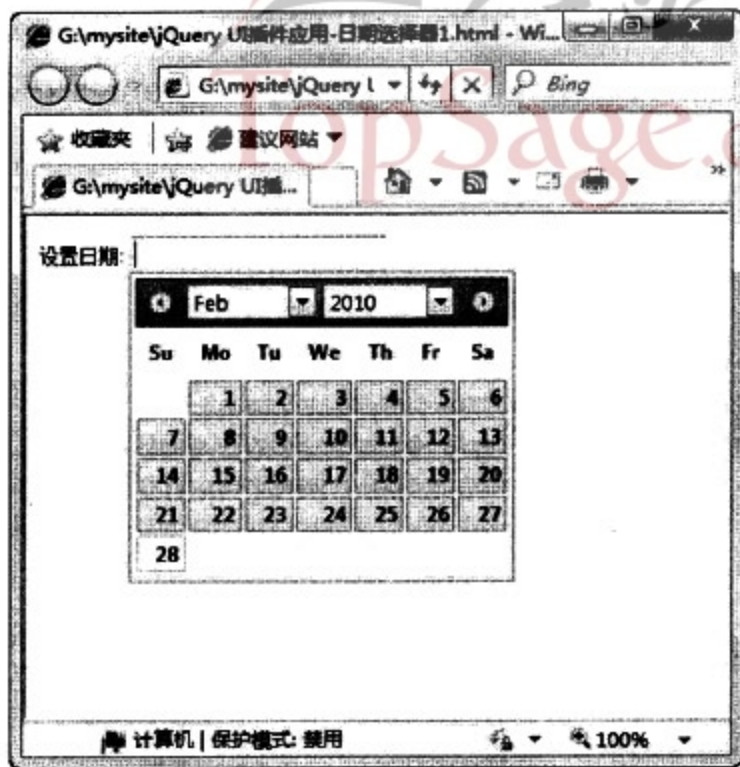 G:\mysite\jQuery UI插件应用-日期选择器1.html - Wi...
G:\mysite\jQuery U
Bing
收藏夹
建议网站
G:\mysite\jQuery UI插...
TopSage.c
设置日期:
Feb 2010
Su Mo Tu We Th Fr Sa
1 2 3 4 5 6
7 8 9 10 11 12 13
14 15 16 17 18 19 20
21 22 23 24 25 26 27
28
计算机 | 保护模式: 禁用
100%